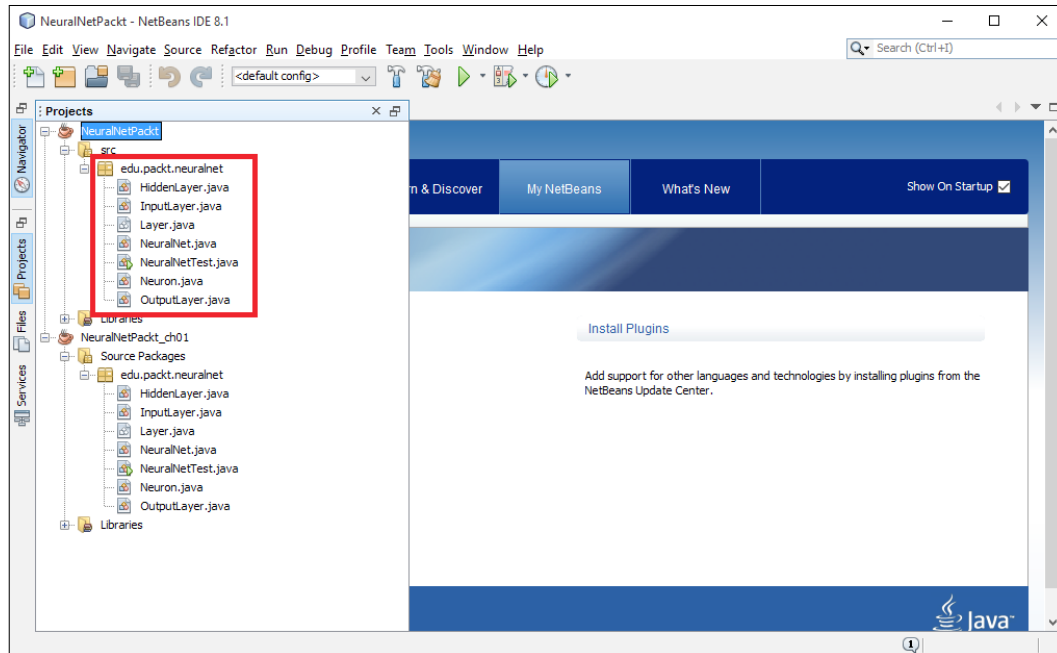 NeuralNetPackt - NetBeans IDE 8.1
File Edit View Navigate Source Refactor Run Debug Profile Team Tools Window Help
Search (Ctrl+I)
<default config>
Projects
Navigator
Projects
Files
Services
NeuralNetPackt
src
edu.packt.neuralnet
HiddenLayer.java
InputLayer.java
Layer.java
NeuralNet.java
NeuralNetTest.java
Neuron.java
OutputLayer.java
Libraries
NeuralNetPackt_ch01
Source Packages
edu.packt.neuralnet
HiddenLayer.java
InputLayer.java
Layer.java
NeuralNet.java
NeuralNetTest.java
Neuron.java
OutputLayer.java
Libraries
& Discover
My NetBeans
What's New
Show On Startup
Install Plugins
Add support for other languages and technologies by installing plugins from the
NetBeans Update Center.
Java
1